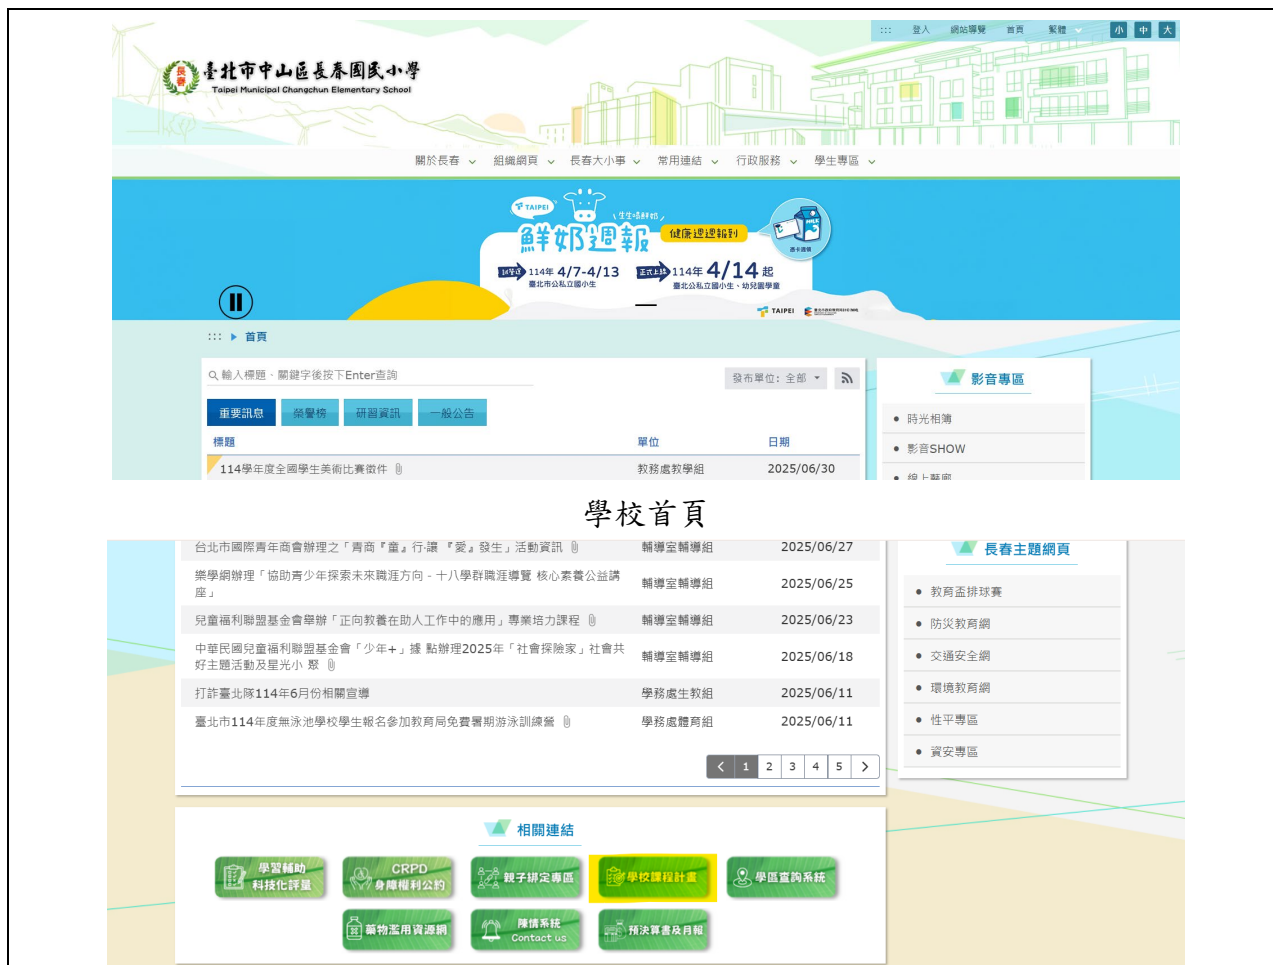 ::: 登入 網站導覽 首頁 繁體 小 中 大
長春
臺北市中山區長春國民小學
Taipei Municipal Changchun Elementary School
關於長春 組織網頁 長春大小事 常用連結 行政服務 學生專區
TAIPEI
生生喝鮮奶
鮮奶週報 健康週週報到
114年 4/7-4/13 正式上線 114年 4/14 起
臺北市公私立國小生 臺北公私立國小生、幼兒園學童
TAIPEI
::: 首頁
輸入標題、關鍵字後按下Enter查詢 發布單位: 全部
重要訊息 榮譽榜 研習資訊 一般公告
標題 單位 日期
114學年度全國學生美術比賽徵件 教務處教學組 2025/06/30
影音專區
時光相簿
影音SHOW
線上藝廊
學校首頁
台北市國際青年商會辦理之「青商『童』行‧讓 『愛』發生」活動資訊 輔導室輔導組 2025/06/27
樂學網辦理「協助青少年探索未來職涯方向 - 十八學群職涯導覽 核心素養公益講
座」 輔導室輔導組 2025/06/25
兒童福利聯盟基金會舉辦「正向教養在助人工作中的應用」專業培力課程 輔導室輔導組 2025/06/23
中華民國兒童福利聯盟基金會「少年+」據 點辦理2025年「社會探險家」社會共
好主題活動及星光小 聚 輔導室輔導組 2025/06/18
打詐臺北隊114年6月份相關宣導 學務處生教組 2025/06/11
臺北市114年度無泳池學校學生報名參加教育局免費暑期游泳訓練營 學務處體育組 2025/06/11
1 2 3 4 5
長春主題網頁
教育盃排球賽
防災教育網
交通安全網
環境教育網
性平專區
資安專區
相關連結
學習輔助
科技化評量
CRPD
身障權利公約
親子綁定專區
學校課程計畫
學區查詢系統
藥物濫用資源網
陳情系統
Contact us
預決算書及月報